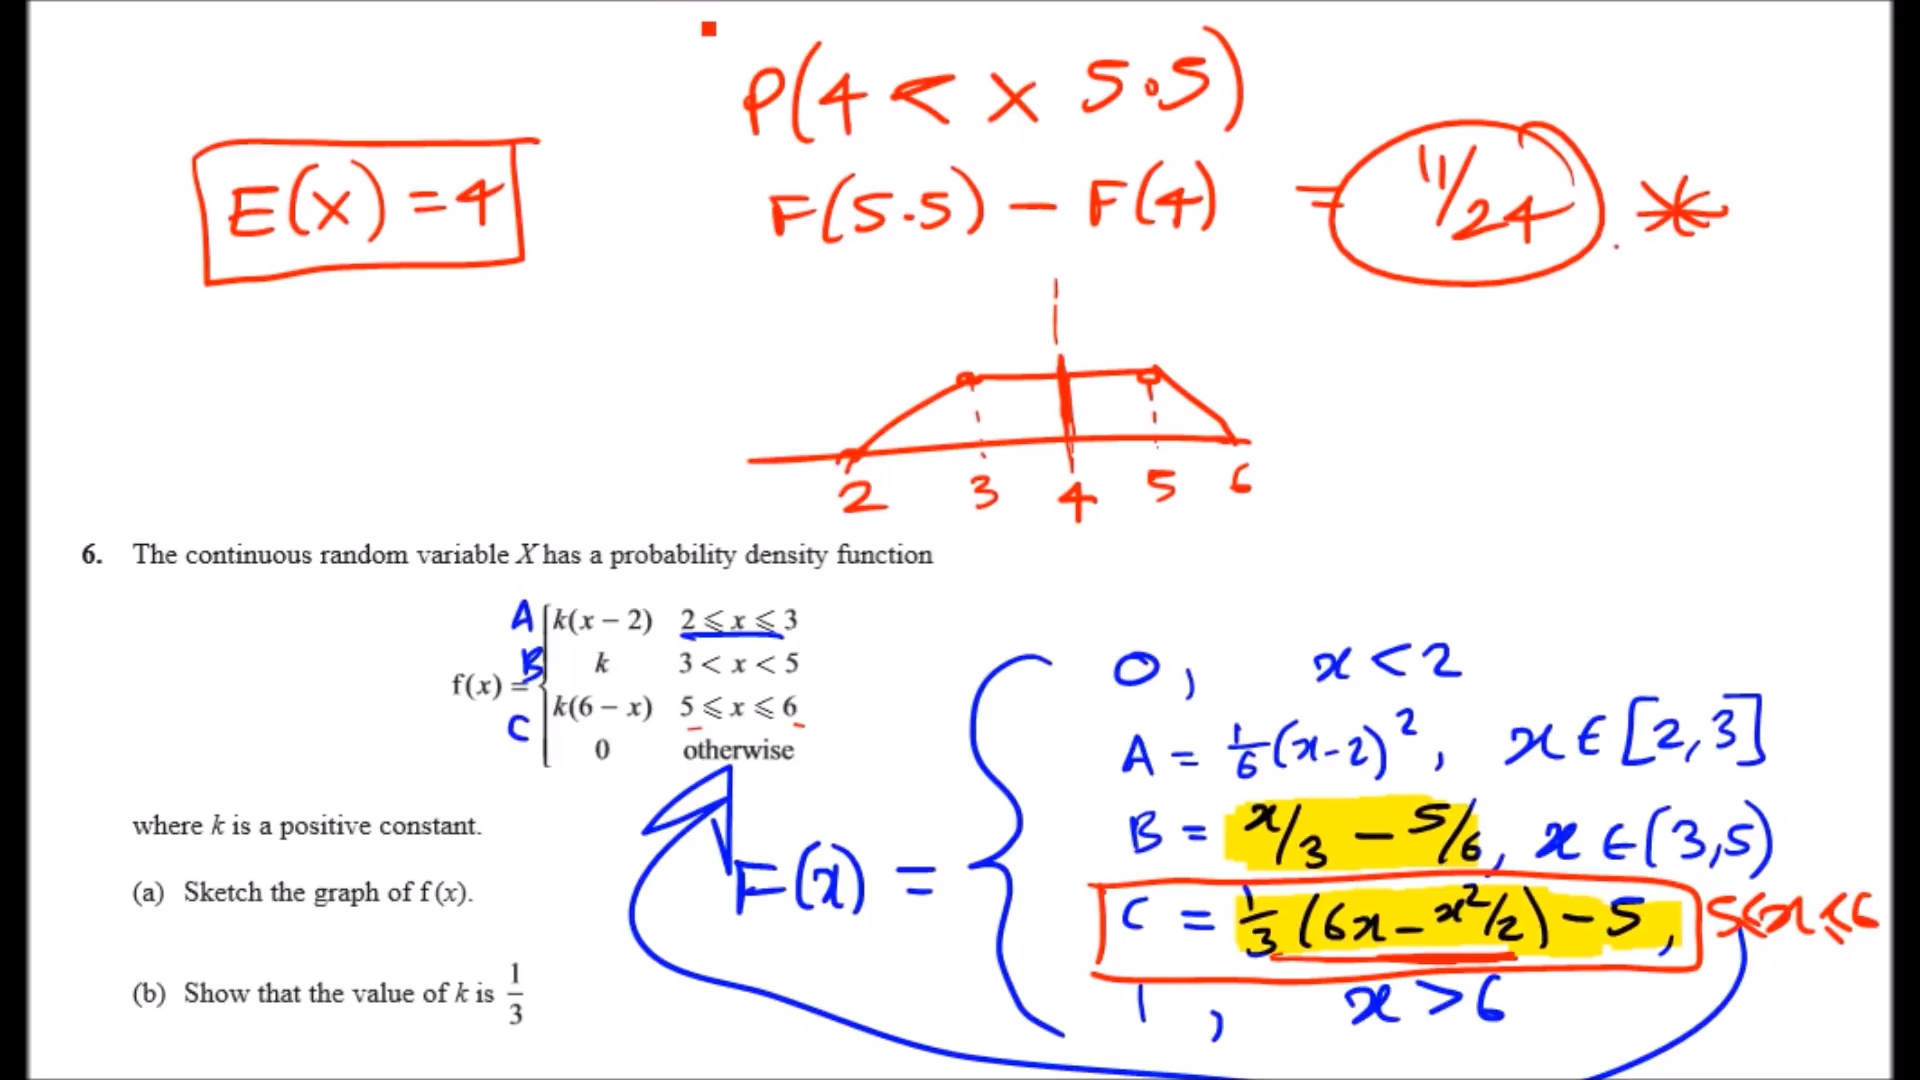 P(4 < x 5.5)
E(x) = 4
F(5.5) – F(4) = 11/24 *
2 3 4 5 6
6. The continuous random variable X has a probability density function
A k(x – 2) 2 ⩽ x ⩽ 3
B k 3 < x < 5
f(x) =
C k(6 – x) 5 ⩽ x ⩽ 6
0 otherwise
where k is a positive constant.
(a) Sketch the graph of f(x).
(b) Show that the value of k is 1/3
F(x) =
0, x < 2
A = 1/6(x-2)², x ∈ [2,3]
B = x/3 – 5/6, x ∈ (3,5)
C = 1/3 (6x – x²/2) – 5, 5⩽x⩽6
1, x > 6